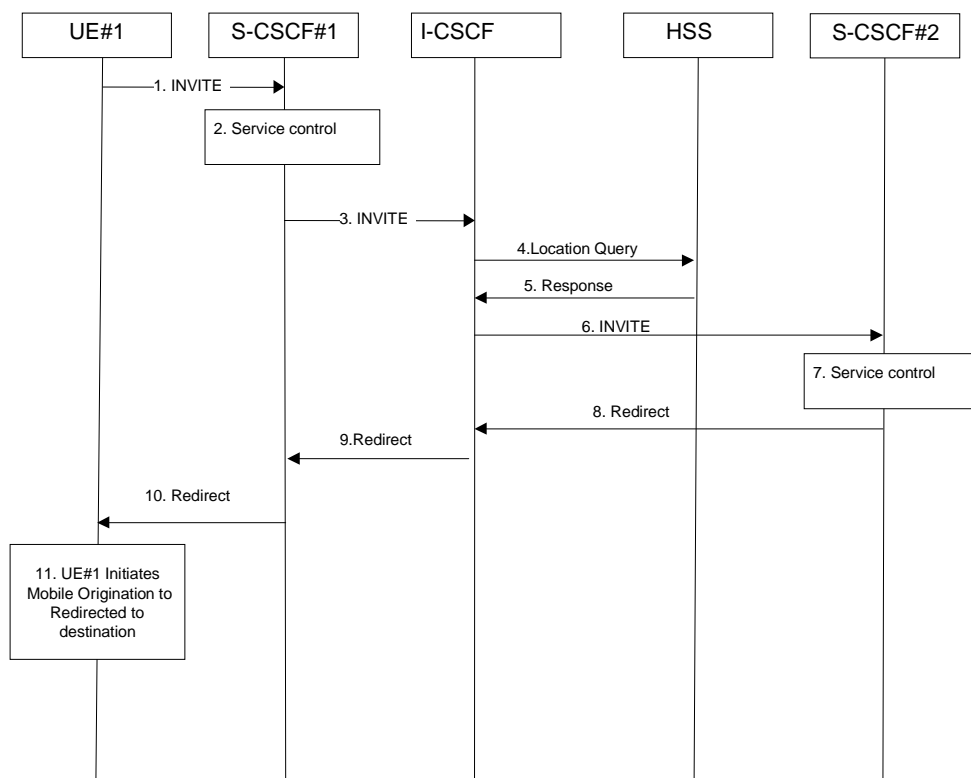 UE#1
S-CSCF#1
I-CSCF
HSS
S-CSCF#2
1. INVITE
2. Service control
3. INVITE
4.Location Query
5. Response
6. INVITE
7. Service control
8. Redirect
9.Redirect
10. Redirect
11. UE#1 Initiates
Mobile Origination to
Redirected to
destination